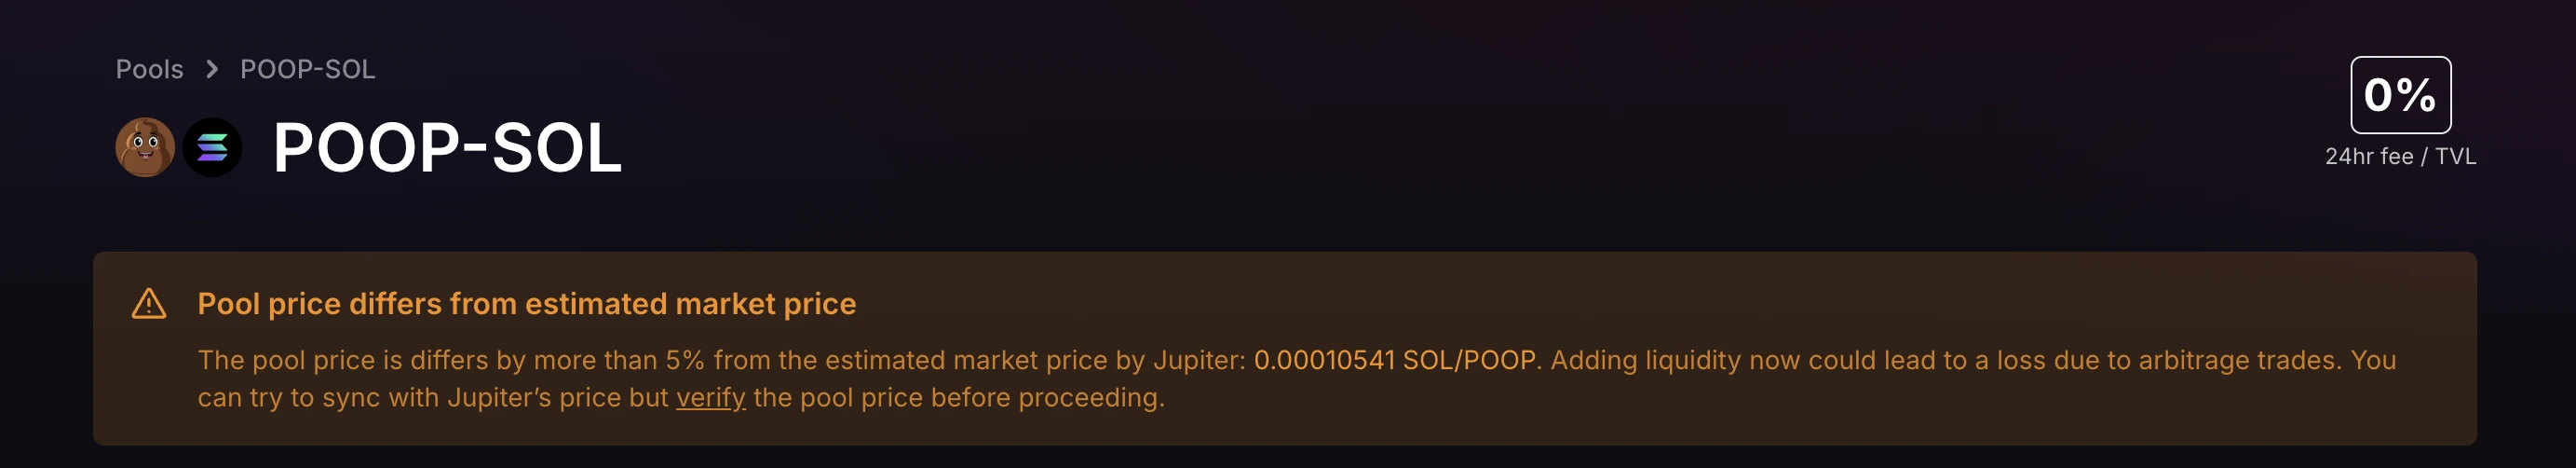 Pools > POOP-SOL
POOP-SOL
0%
24hr fee / TVL
Pool price differs from estimated market price
The pool price is differs by more than 5% from the estimated market price by Jupiter: 0.00010541 SOL/POOP. Adding liquidity now could lead to a loss due to arbitrage trades. You
can try to sync with Jupiter’s price but verify the pool price before proceeding.